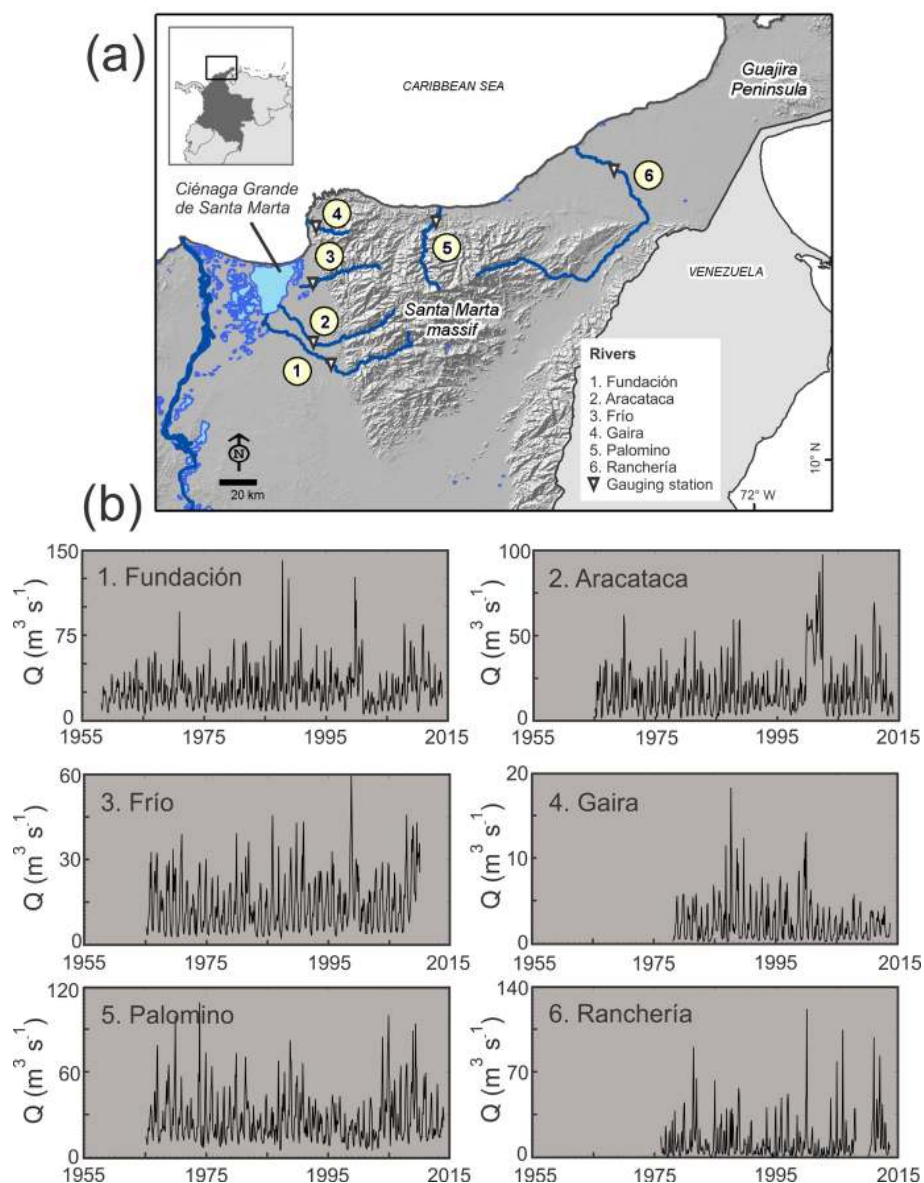 (a)
CARIBBEAN SEA
Guajira
Peninsula
Ciénaga Grande
de Santa Marta
6
4
5
3
VENEZUELA
2
Santa Marta
massif
1
Rivers
1. Fundación
2. Aracataca
3. Frío
4. Gaira
5. Palomino
6. Ranchería
Gauging station
N
20 km
10° N
72° W
(b)
1. Fundación
Q (m³ s⁻¹)
150
75
0
1955 1975 1995 2015
2. Aracataca
Q (m³ s⁻¹)
100
50
0
1955 1975 1995 2015
3. Frío
Q (m³ s⁻¹)
60
30
0
1955 1975 1995 2015
4. Gaira
Q (m³ s⁻¹)
20
10
0
1955 1975 1995 2015
5. Palomino
Q (m³ s⁻¹)
120
60
0
1955 1975 1995 2015
6. Ranchería
Q (m³ s⁻¹)
140
70
0
1955 1975 1995 2015